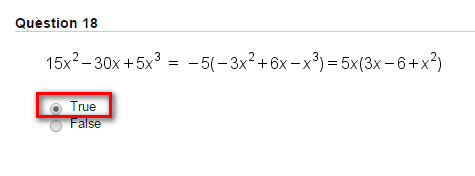 Question 18
15x² – 30x + 5x³ = – 5(– 3x² + 6x – x³) = 5x(3x – 6 + x²)
True
False